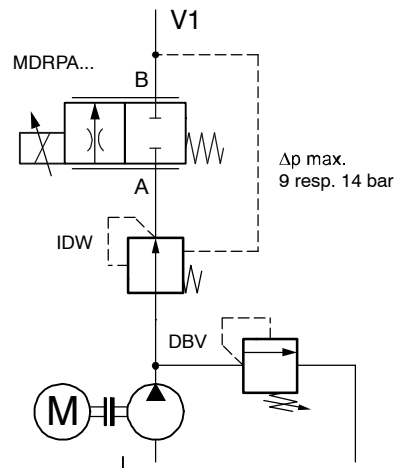 V1
MDRPA...
B
Δp max.
9 resp. 14 bar
A
IDW
DBV
M